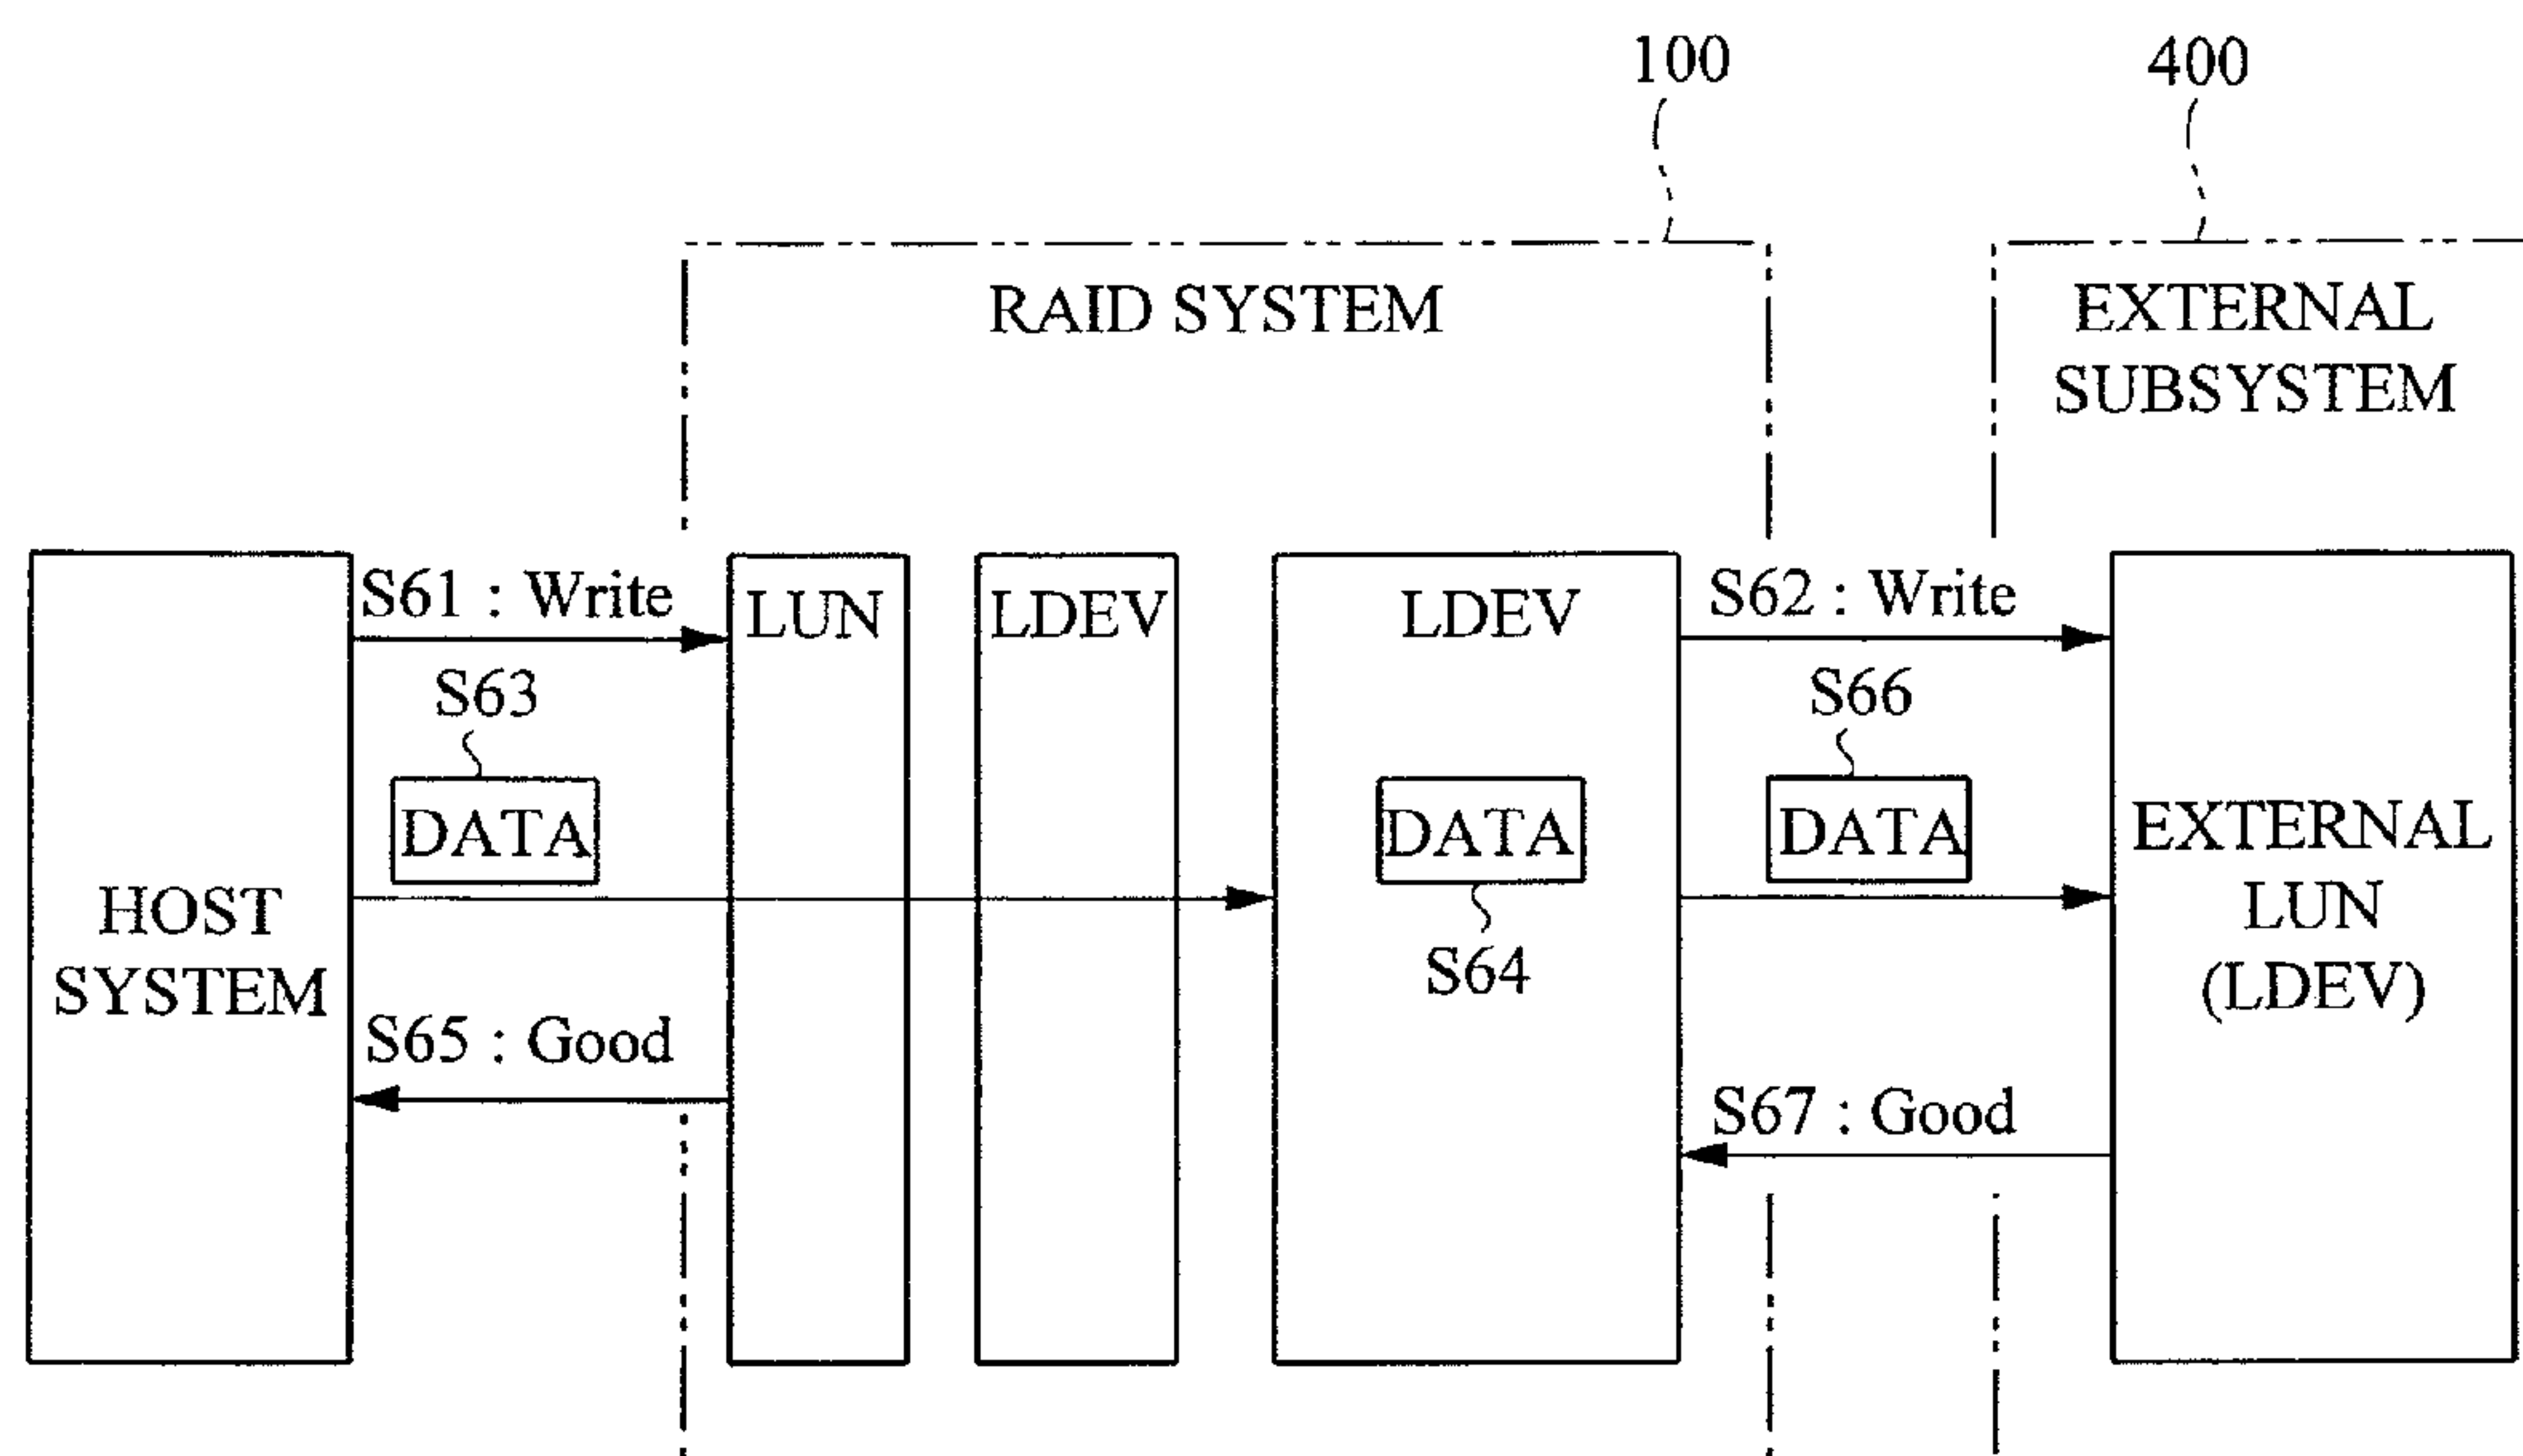 100
400
RAID SYSTEM
EXTERNAL
SUBSYSTEM
S61 : Write
LUN
LDEV
LDEV
S62 : Write
S63
S66
DATA
DATA
DATA
HOST
SYSTEM
EXTERNAL
LUN
(LDEV)
S64
S65 : Good
S67 : Good